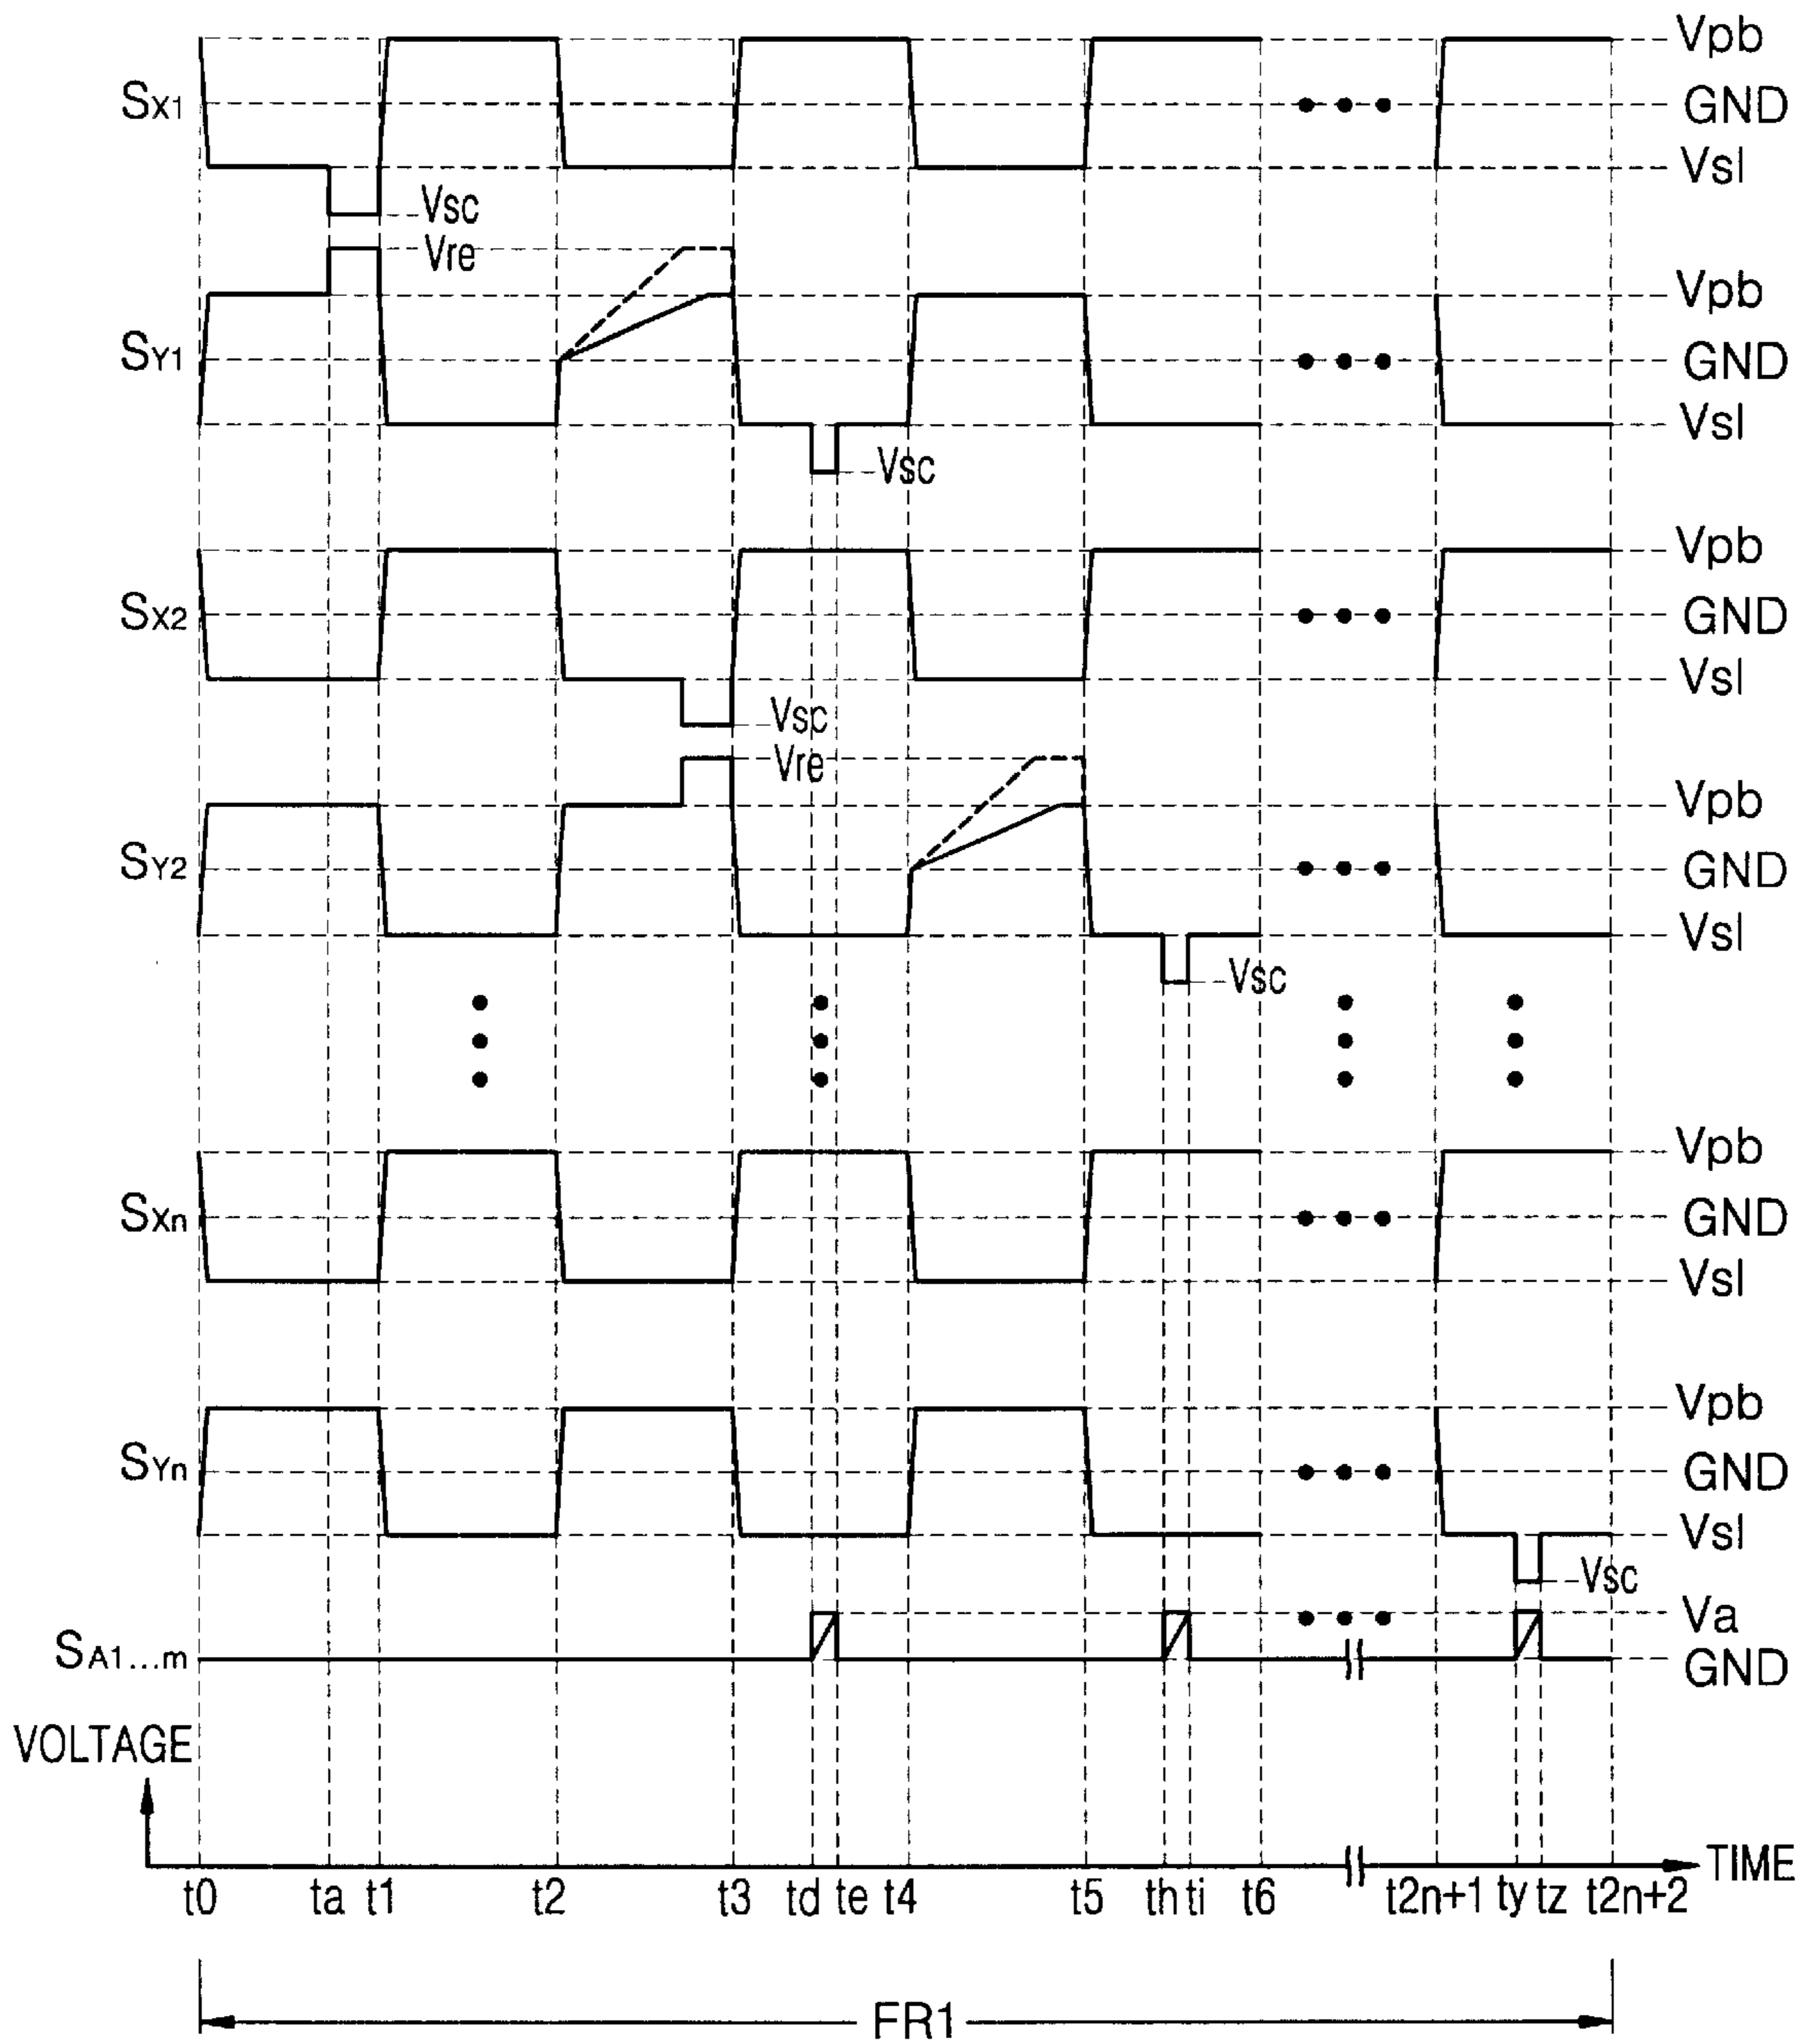 Vpb
SX1
GND
Vsl
Vsc
Vre
Vpb
SY1
GND
Vsl
Vsc
Vpb
SX2
GND
Vsl
Vsc
Vre
Vpb
SY2
GND
Vsl
Vsc
Vpb
SXn
GND
Vsl
Vpb
SYn
GND
Vsl
Vsc
Va
SA1...m
GND
VOLTAGE
TIME
t0 ta t1 t2 t3 td te t4 t5 th ti t6 t2n+1 ty tz t2n+2
FR1